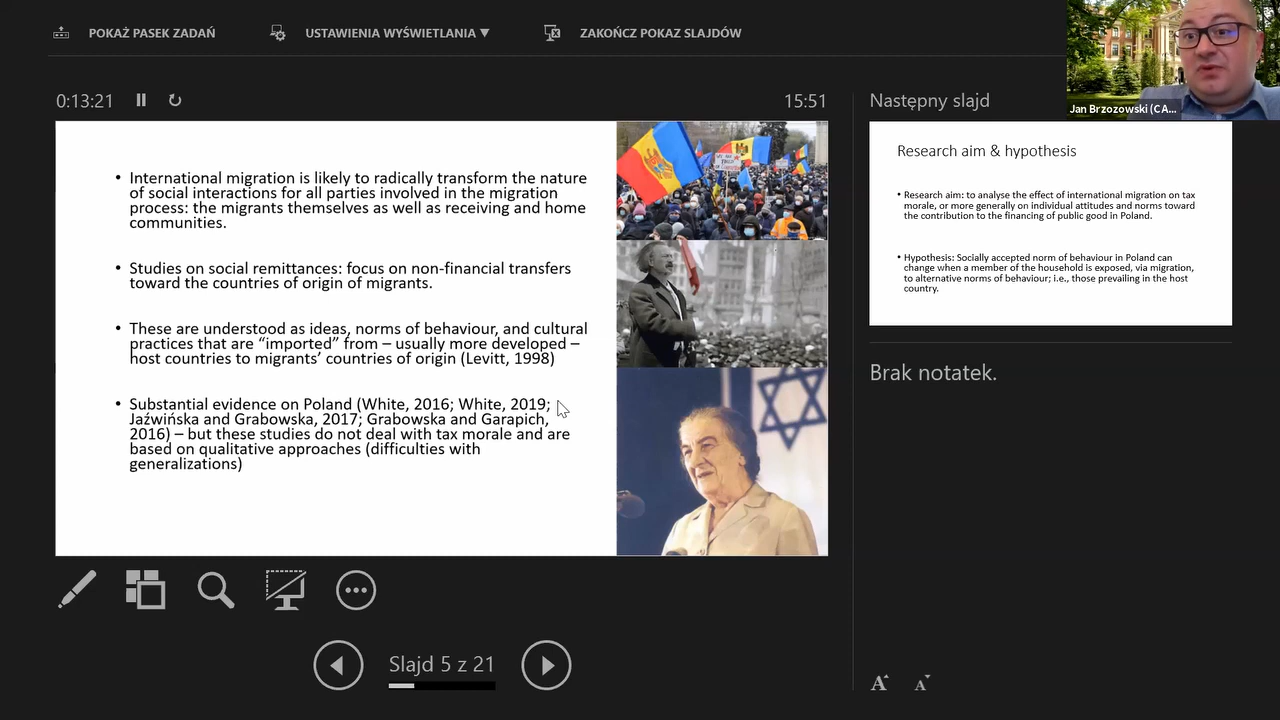 POKAŻ PASEK ZADAŃ
USTAWIENIA WYŚWIETLANIA ▼
ZAKOŃCZ POKAZ SLAJDÓW
Jan Brzozowski (CA...
0:13:21
15:51
• International migration is likely to radically transform the nature
of social interactions for all parties involved in the migration
process: the migrants themselves as well as receiving and home
communities.
• Studies on social remittances: focus on non-financial transfers
toward the countries of origin of migrants.
• These are understood as ideas, norms of behaviour, and cultural
practices that are “imported” from – usually more developed –
host countries to migrants’ countries of origin (Levitt, 1998)
• Substantial evidence on Poland (White, 2016; White, 2019;
Jaźwińska and Grabowska, 2017; Grabowska and Garapich,
2016) – but these studies do not deal with tax morale and are
based on qualitative approaches (difficulties with
generalizations)
Następny slajd
Research aim & hypothesis
• Research aim: to analyse the effect of international migration on tax
morale, or more generally on individual attitudes and norms toward
the contribution to the financing of public good in Poland.
• Hypothesis: Socially accepted norm of behaviour in Poland can
change when a member of the household is exposed, via migration,
to alternative norms of behaviour; i.e., those prevailing in the host
country.
Brak notatek.
Slajd 5 z 21
A A